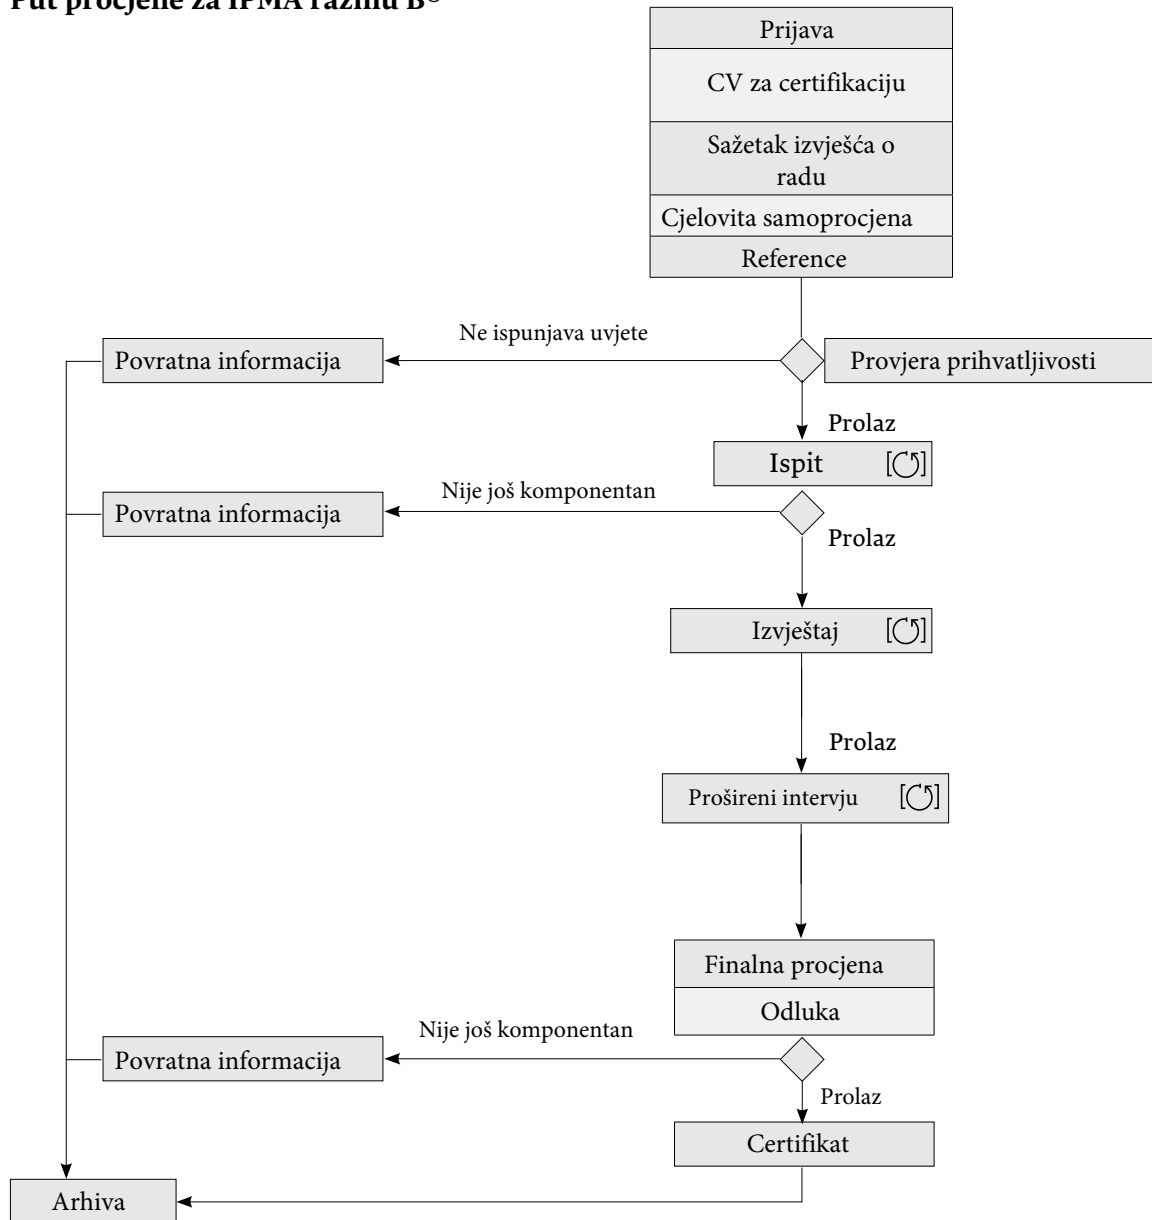 Put procjene za IPMA razinu B®
Prijava
CV za certifikaciju
Sažetak izvješća o
radu
Cjelovita samoprocjena
Reference
Ne ispunjava uvjete
Povratna informacija
Provjera prihvatljivosti
Prolaz
Ispit
Nije još komponentan
Povratna informacija
Prolaz
Izvještaj
Prolaz
Prošireni intervju
Finalna procjena
Odluka
Nije još komponentan
Povratna informacija
Prolaz
Certifikat
Arhiva